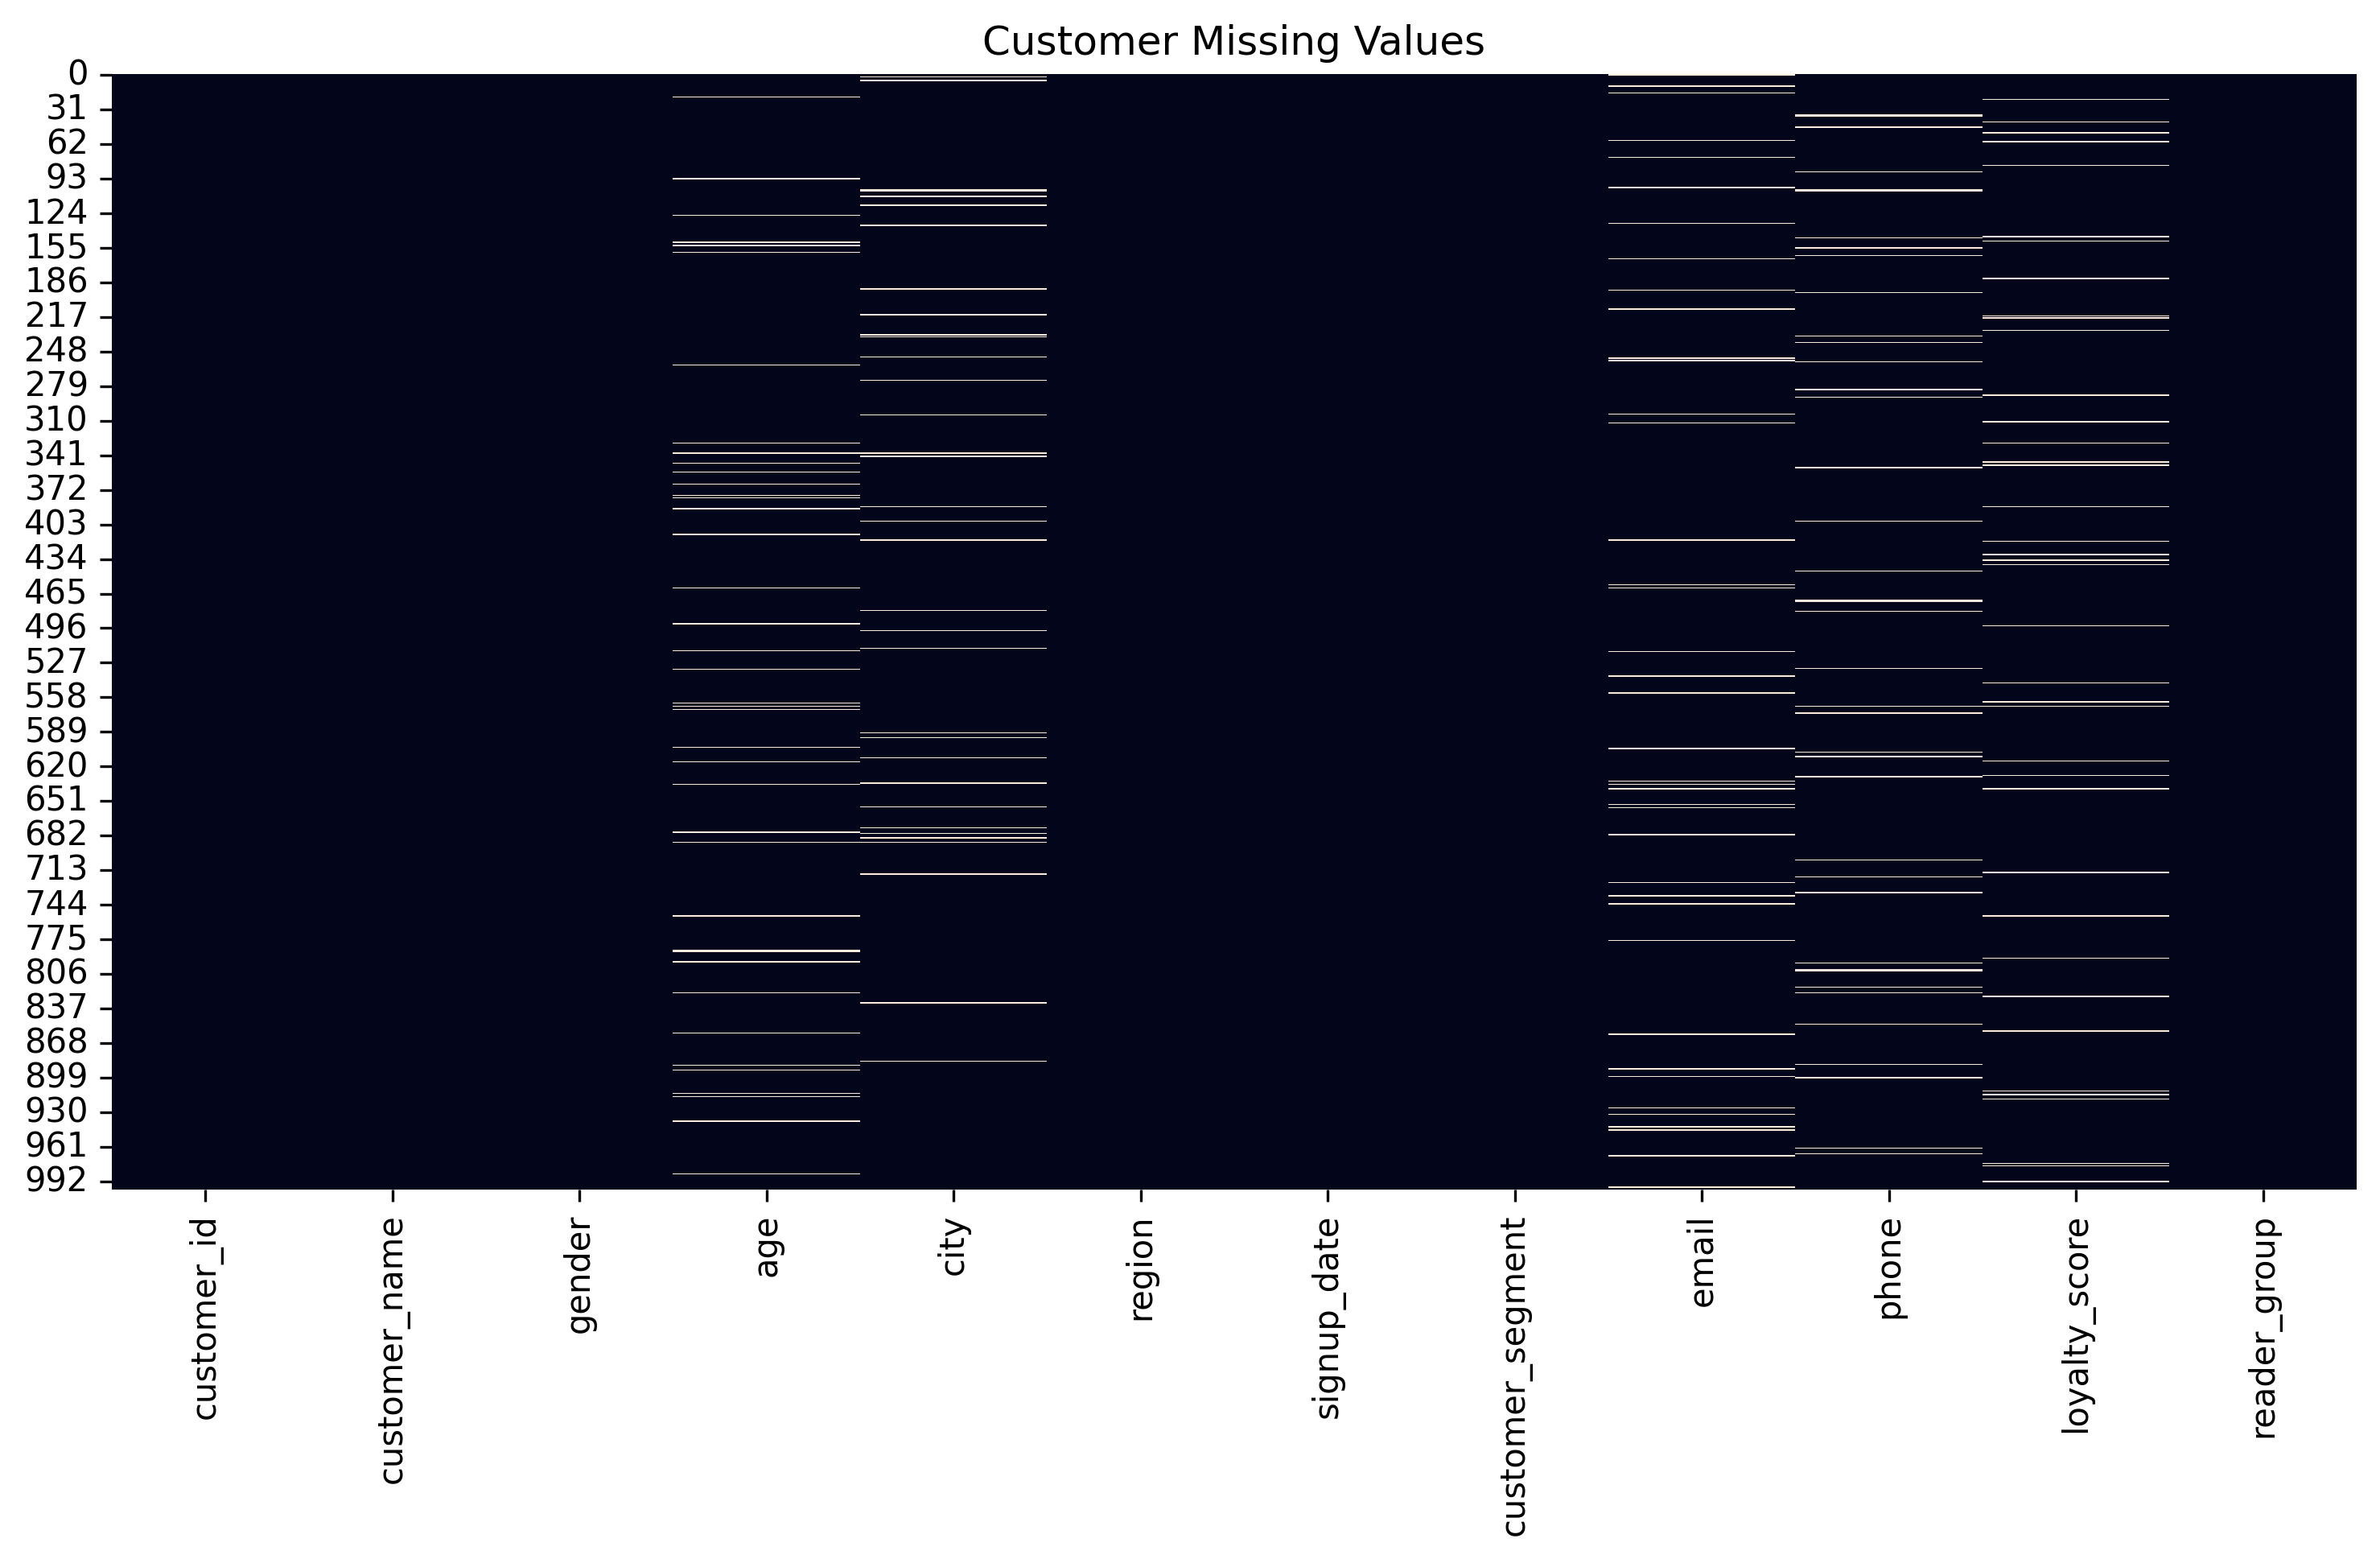 Customer Missing Values
0
31
62
93
124
155
186
217
248
279
310
341
372
403
434
465
496
527
558
589
620
651
682
713
744
775
806
837
868
899
930
961
992
customer_id
customer_name
gender
age
city
region
signup_date
customer_segment
email
phone
loyalty_score
reader_group